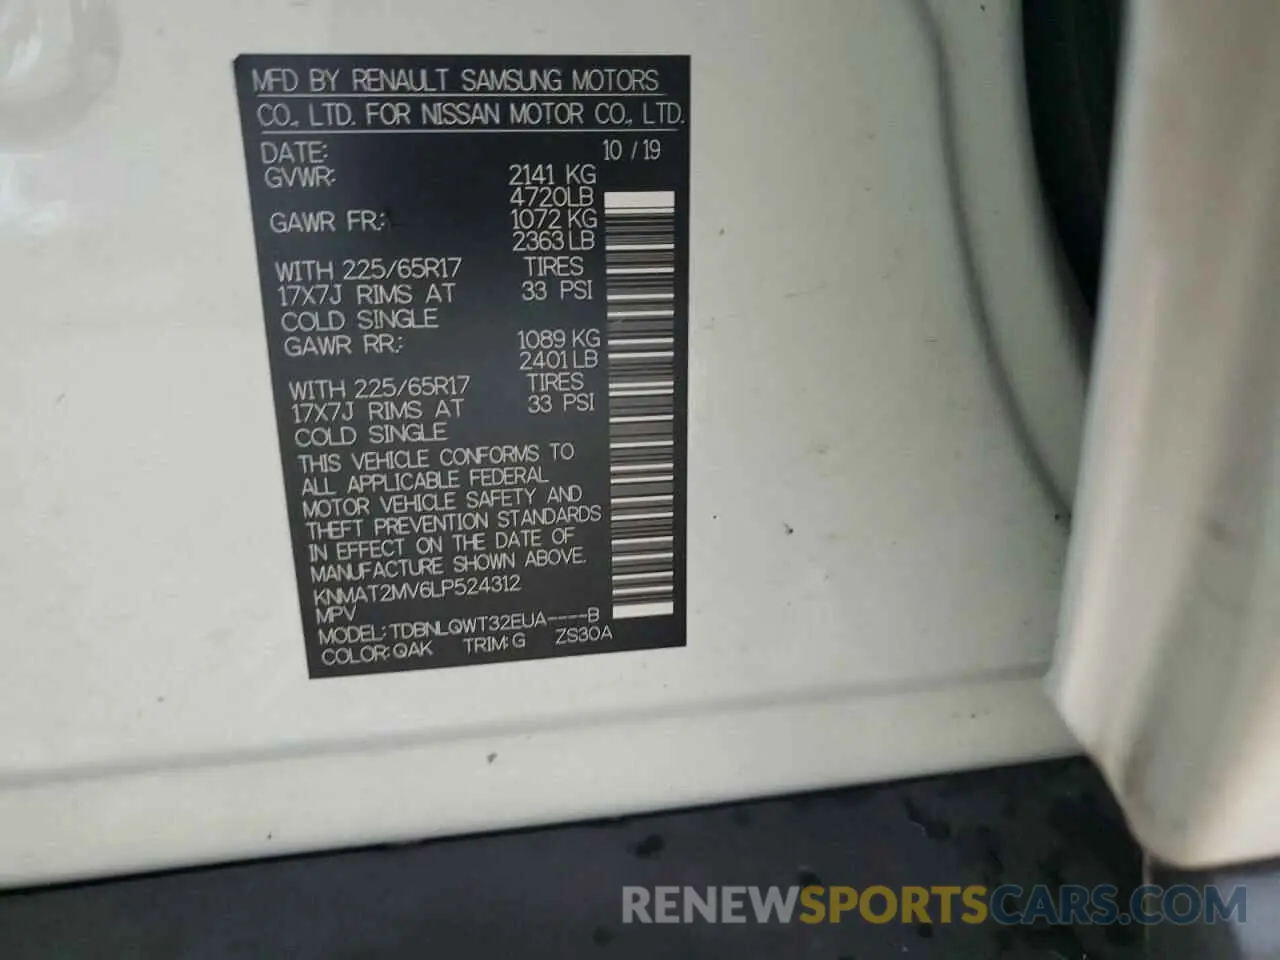 MFD BY RENAULT SAMSUNG MOTORS
CO., LTD. FOR NISSAN MOTOR CO., LTD.
DATE: 10 / 19
GVWR: 2141 KG
4720LB
GAWR FR.: 1072 KG
2363 LB
WITH 225/65R17 TIRES
17X7J RIMS AT 33 PSI
COLD SINGLE
GAWR RR.: 1089 KG
2401 LB
WITH 225/65R17 TIRES
17X7J RIMS AT 33 PSI
COLD SINGLE
THIS VEHICLE CONFORMS TO
ALL APPLICABLE FEDERAL
MOTOR VEHICLE SAFETY AND
THEFT PREVENTION STANDARDS
IN EFFECT ON THE DATE OF
MANUFACTURE SHOWN ABOVE.
KNMAT2MV6LP524312
MPV
MODEL: TDBNLQWT32EUA----B
COLOR: QAK TRIM: G ZS30A
RENEWSPORTSCARS.COM